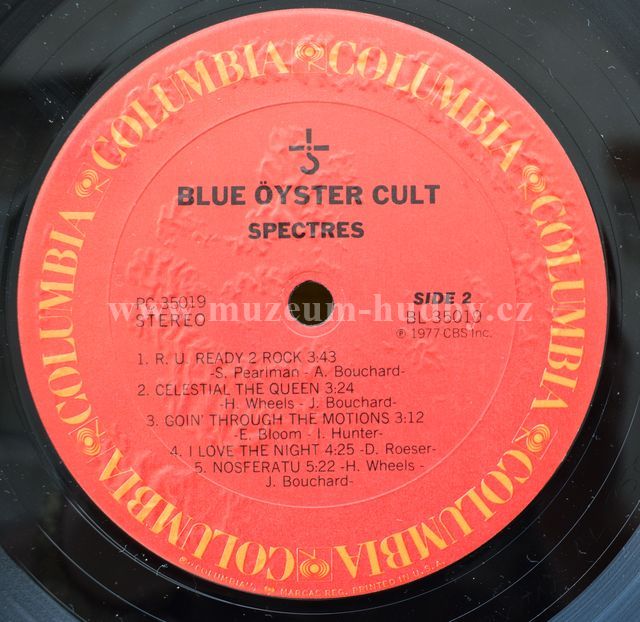 COLUMBIA COLUMBIA COLUMBIA COLUMBIA COLUMBIA COLUMBIA
BLUE ÖYSTER CULT
SPECTRES
PC 35019
STEREO
SIDE 2
BL 35019
℗ 1977 CBS Inc.
www.muzeum-hudby.cz
1. R. U. READY 2 ROCK 3:43
-S. Pearlman - A. Bouchard-
2. CELESTIAL THE QUEEN 3:24
-H. Wheels - J. Bouchard-
3. GOIN' THROUGH THE MOTIONS 3:12
-E. Bloom - I. Hunter-
4. I LOVE THE NIGHT 4:25 -D. Roeser-
5. NOSFERATU 5:22 -H. Wheels -
J. Bouchard-
"COLUMBIA", MARCAS REG. PRINTED IN U.S.A.